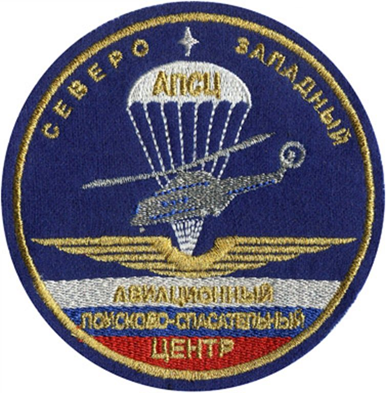 СЕВЕРО ЗАПАДНЫЙ
АПСЦ
АВИАЦИОННЫЙ
ПОИСКОВО-СПАСАТЕЛЬНЫЙ
ЦЕНТР